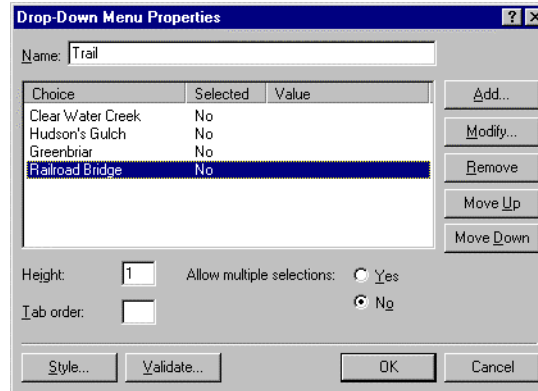 Drop-Down Menu Properties
Name: Trail
Choice Selected Value
Clear Water Creek No
Hudson's Gulch No
Greenbriar No
Railroad Bridge No
Add...
Modify...
Remove
Move Up
Move Down
Height: 1 Allow multiple selections: Yes
No
Tab order:
Style... Validate... OK Cancel